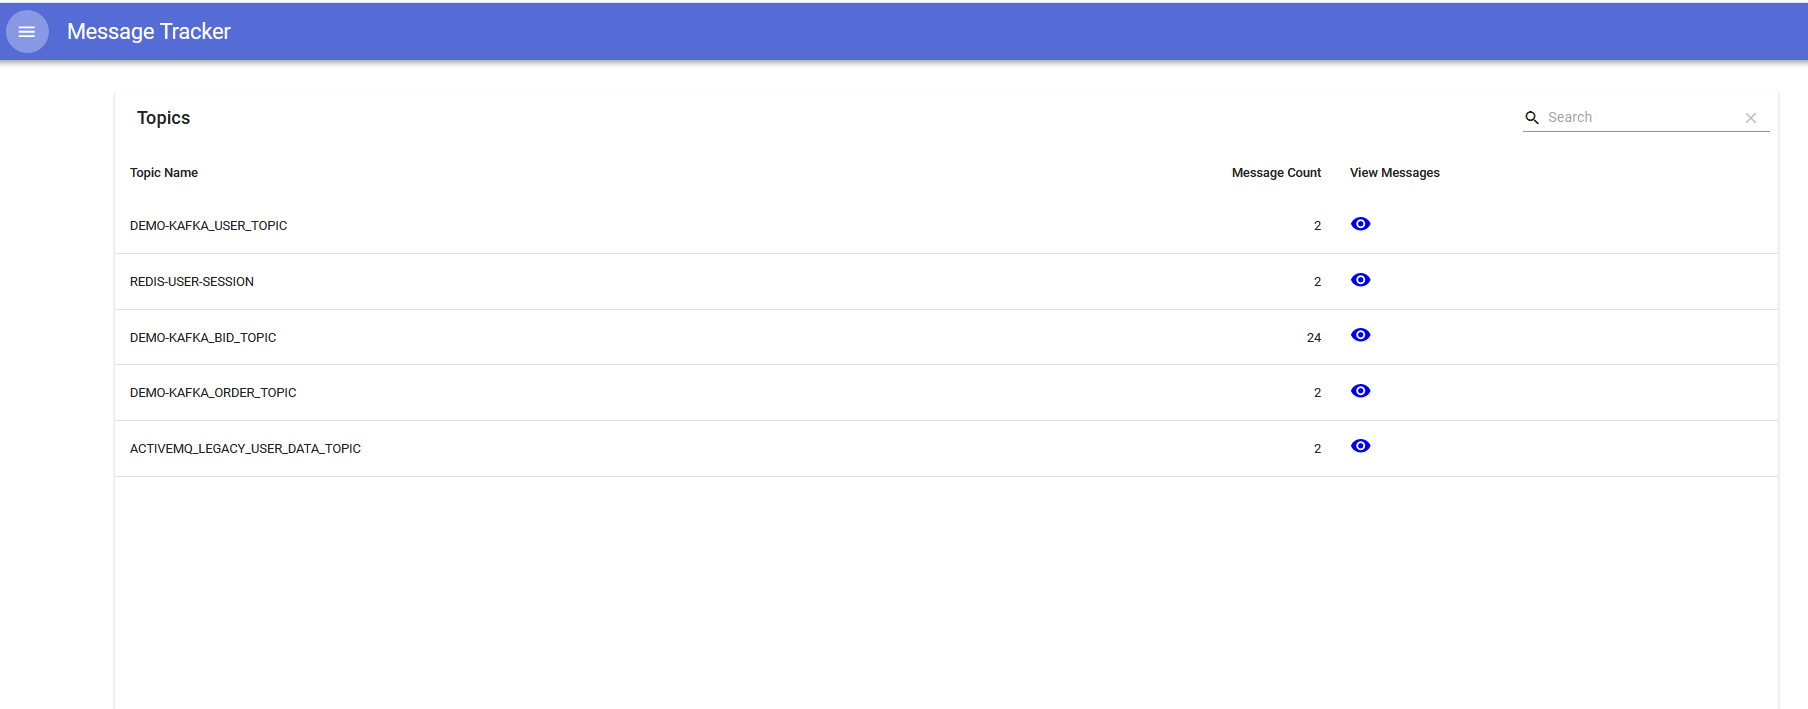 Message Tracker
Topics
Search
Topic Name Message Count View Messages
DEMO-KAFKA_USER_TOPIC 2
REDIS-USER-SESSION 2
DEMO-KAFKA_BID_TOPIC 24
DEMO-KAFKA_ORDER_TOPIC 2
ACTIVEMQ_LEGACY_USER_DATA_TOPIC 2